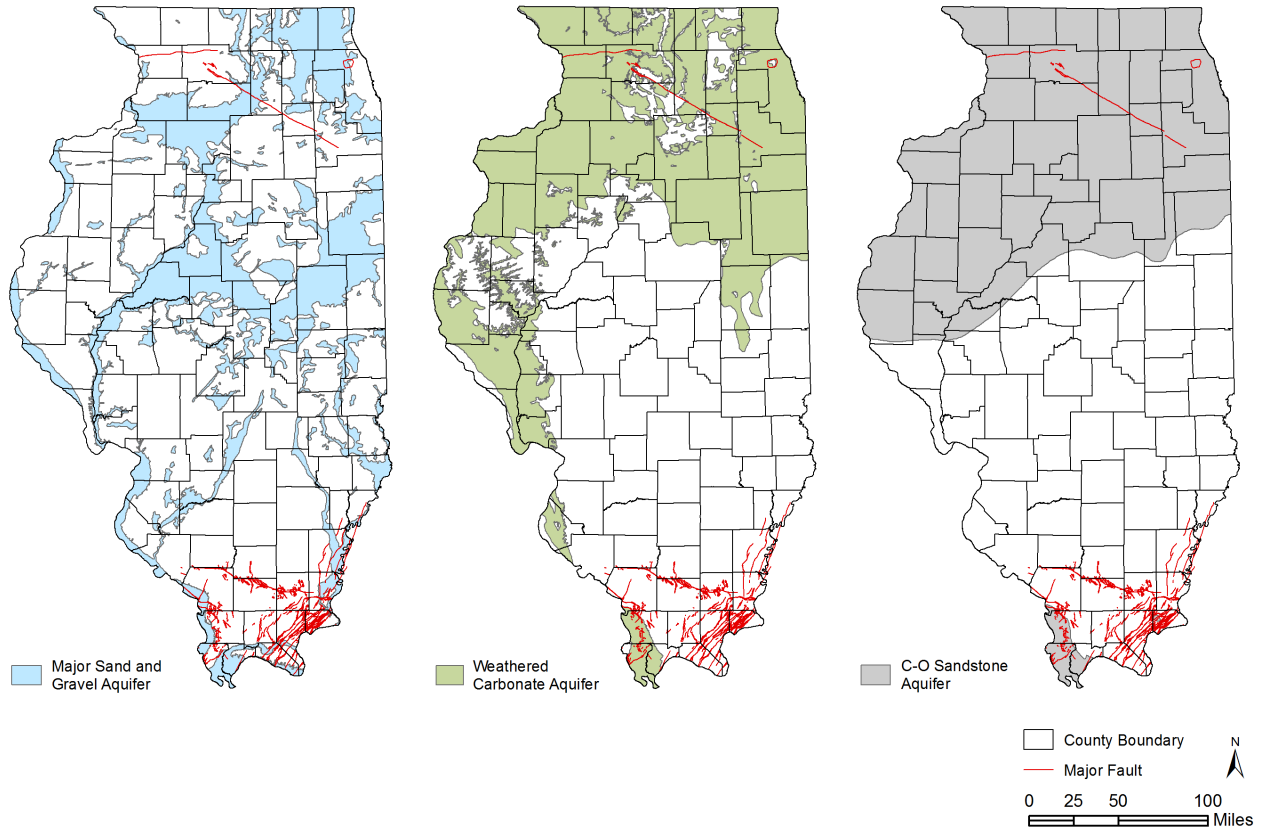 Major Sand and
Gravel Aquifer
Weathered
Carbonate Aquifer
C-O Sandstone
Aquifer
County Boundary
N
Major Fault
0 25 50 100
Miles